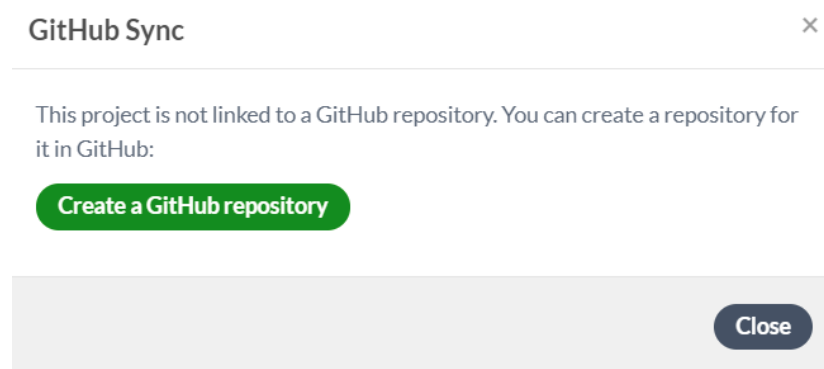 GitHub Sync
×
This project is not linked to a GitHub repository. You can create a repository for
it in GitHub:
Create a GitHub repository
Close